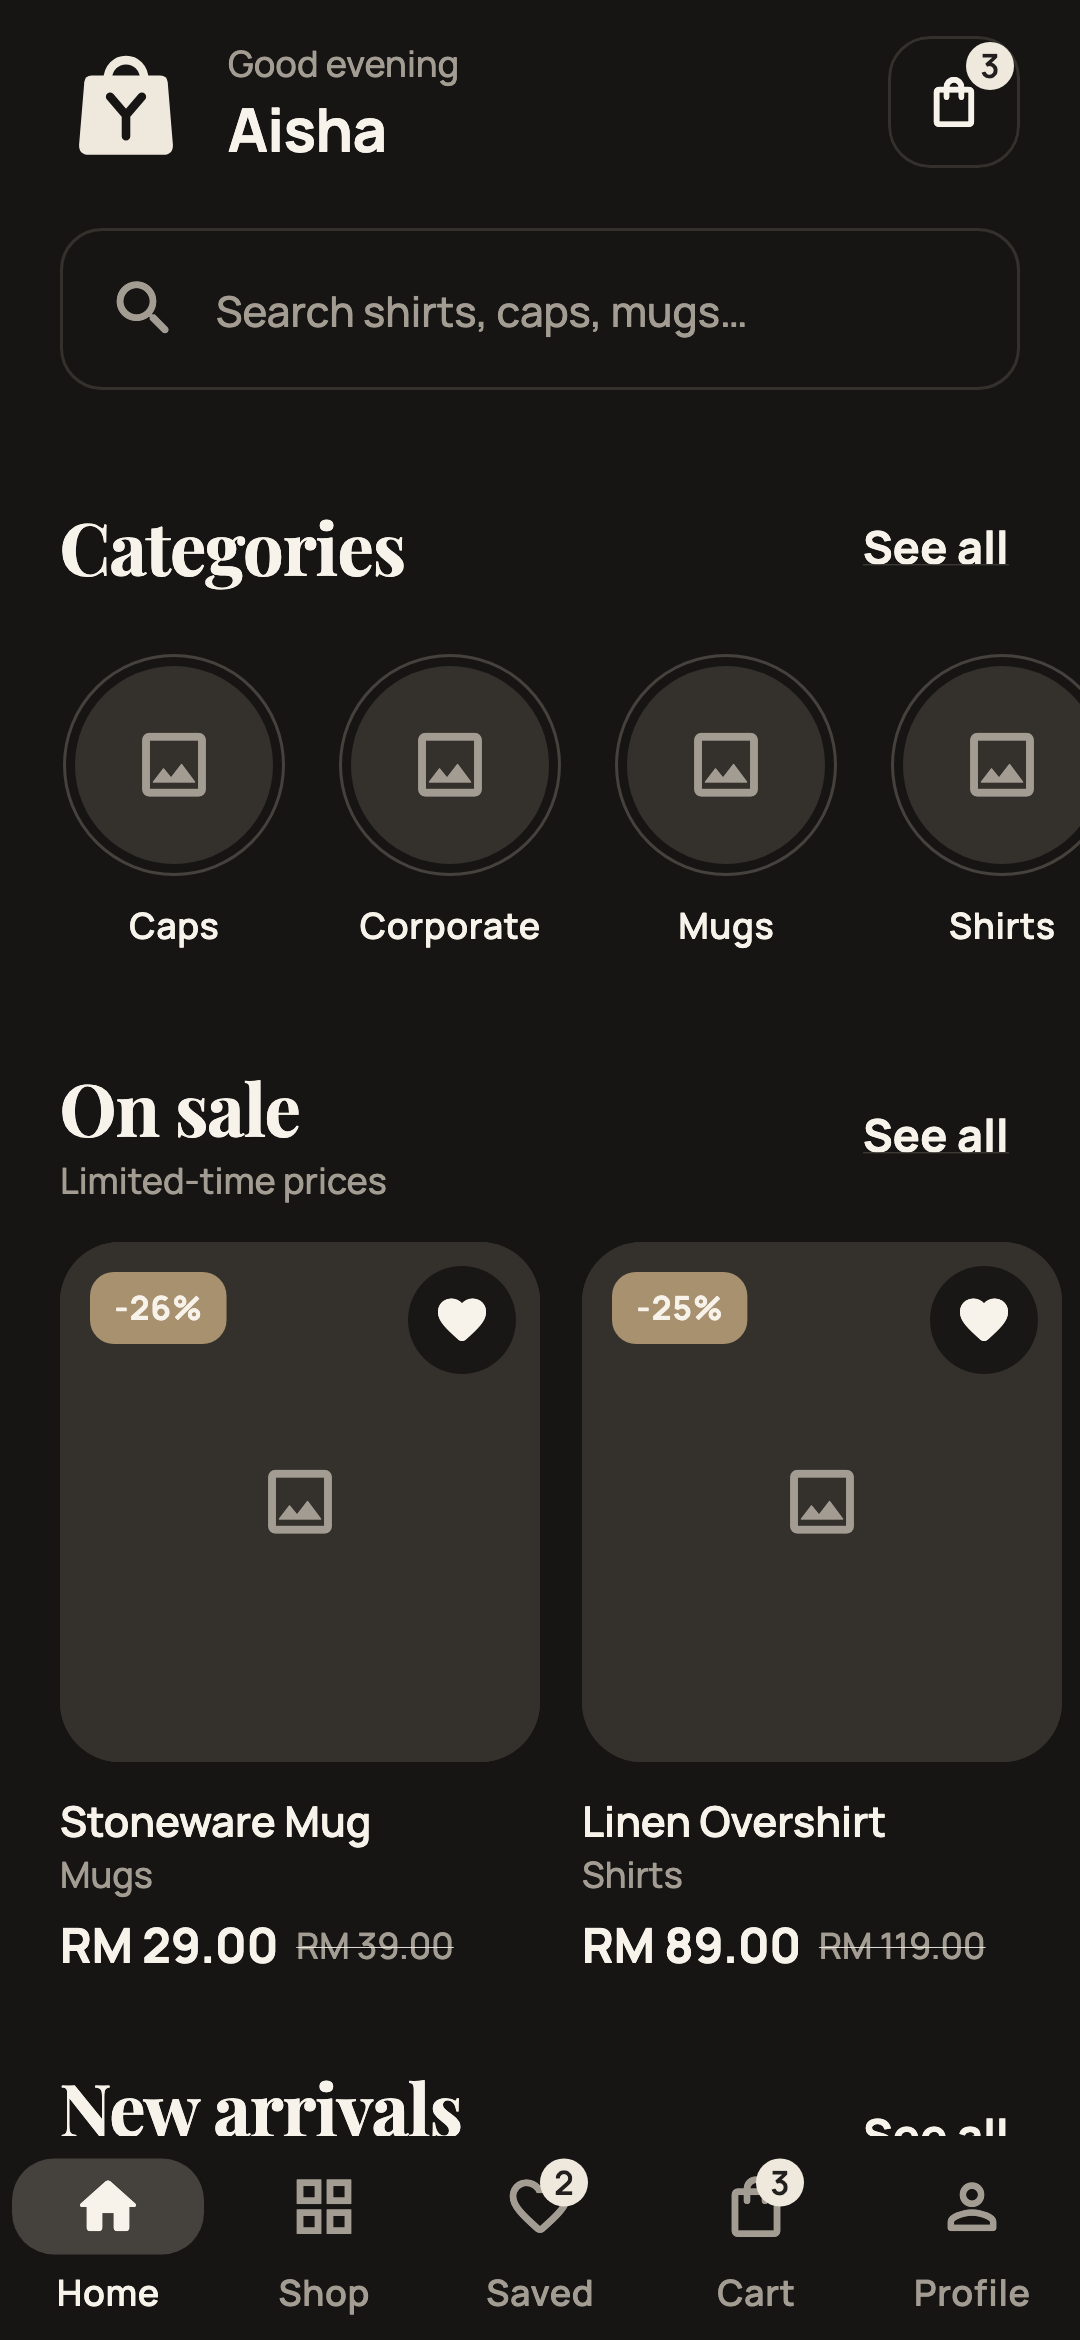 Y
Good evening
Aisha
3
Search shirts, caps, mugs...
Categories
See all
Caps
Corporate
Mugs
Shirts
On sale
See all
Limited-time prices
-26%
-25%
Stoneware Mug
Mugs
RM 29.00 RM 39.00
Linen Overshirt
Shirts
RM 89.00 RM 119.00
New arrivals
See all
2
3
Home
Shop
Saved
Cart
Profile